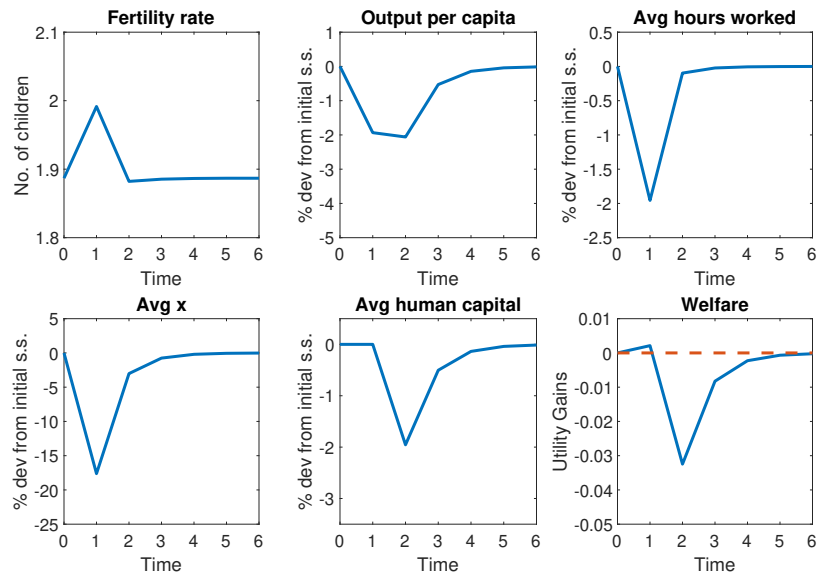 Fertility rate
2.1
2
1.9
1.8
No. of children
0 1 2 3 4 5 6
Time
Output per capita
1
0
-1
-2
-3
-4
-5
% dev from initial s.s.
0 1 2 3 4 5 6
Time
Avg hours worked
0.5
0
-0.5
-1
-1.5
-2
-2.5
% dev from initial s.s.
0 1 2 3 4 5 6
Time
Avg x
5
0
-5
-10
-15
-20
-25
% dev from initial s.s.
0 1 2 3 4 5 6
Time
Avg human capital
0
-1
-2
-3
% dev from initial s.s.
0 1 2 3 4 5 6
Time
Welfare
0.01
0
-0.01
-0.02
-0.03
-0.04
-0.05
Utility Gains
0 1 2 3 4 5 6
Time